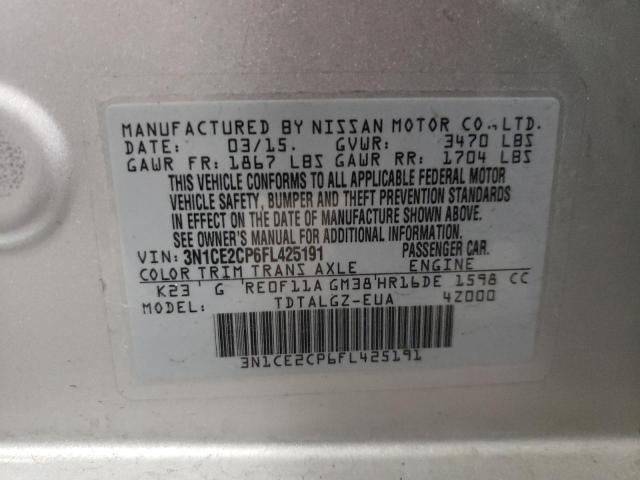 MANUFACTURED BY NISSAN MOTOR CO., LTD.
DATE: 03/15. GVWR: 3470 LBS
GAWR FR: 1867 LBS GAWR RR: 1704 LBS
THIS VEHICLE CONFORMS TO ALL APPLICABLE FEDERAL MOTOR
VEHICLE SAFETY, BUMPER AND THEFT PREVENTION STANDARDS
IN EFFECT ON THE DATE OF MANUFACTURE SHOWN ABOVE.
SEE OWNER'S MANUAL FOR ADDITIONAL INFORMATION.
VIN: 3N1CE2CP6FL425191 PASSENGER CAR.
COLOR TRIM TRANS AXLE ENGINE
K23' G 'RE0F11A GM38'HR16DE 1598 CC
MODEL: TDTALGZ-EUA 4Z000
3N1CE2CP6FL425191